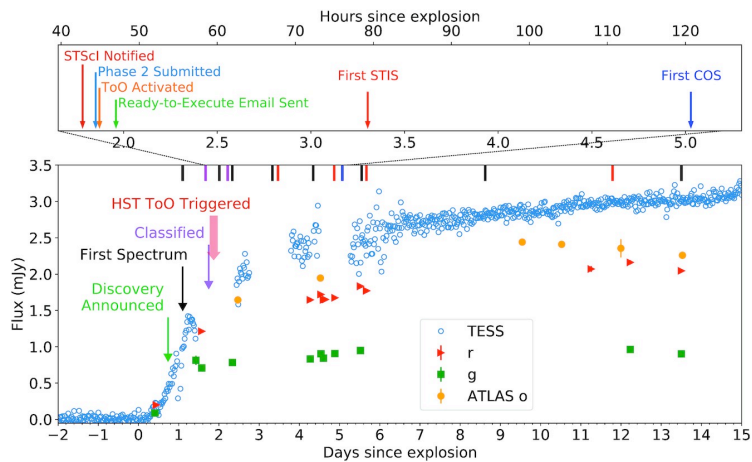 Hours since explosion
40 50 60 70 80 90 100 110 120
STScI Notified
Phase 2 Submitted
ToO Activated
Ready-to-Execute Email Sent
First STIS
First COS
2.0 2.5 3.0 3.5 4.0 4.5 5.0
HST ToO Triggered
Classified
First Spectrum
Discovery
Announced
Flux (mJy)
3.5
3.0
2.5
2.0
1.5
1.0
0.5
0.0
TESS
r
g
ATLAS o
−2 −1 0 1 2 3 4 5 6 7 8 9 10 11 12 13 14 15
Days since explosion